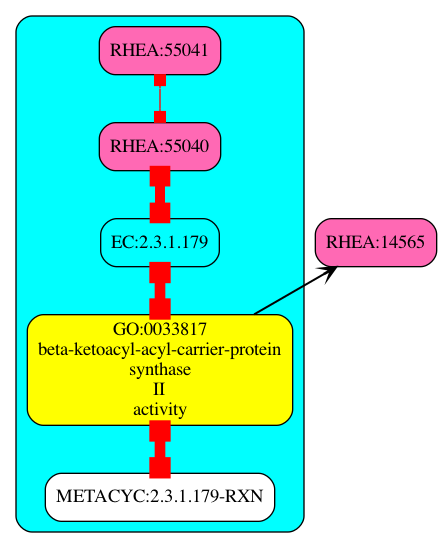 RHEA:55041
RHEA:55040
EC:2.3.1.179
RHEA:14565
GO:0033817
beta-ketoacyl-acyl-carrier-protein
synthase
II
activity
METACYC:2.3.1.179-RXN